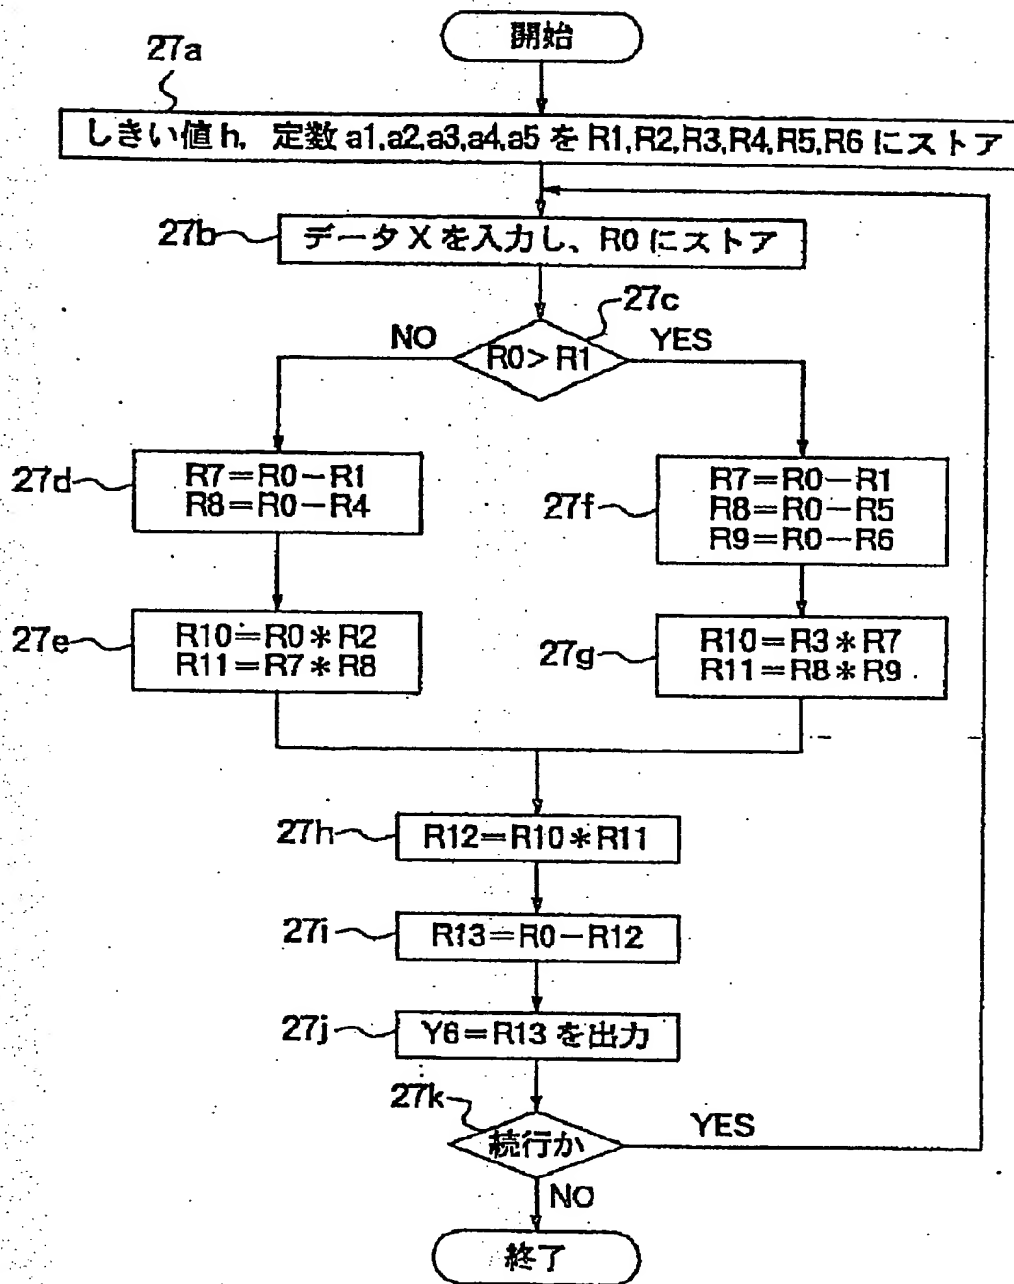 開始
27a
しきい値 h, 定数 a1,a2,a3,a4,a5 を R1,R2,R3,R4,R5,R6 にストア
27b
データ X を入力し、R0 にストア
27c
NO
YES
R0> R1
27d
R7=R0-R1
R8=R0-R4
27f
R7=R0-R1
R8=R0-R5
R9=R0-R6
27e
R10=R0*R2
R11=R7*R8
27g
R10=R3*R7
R11=R8*R9
27h
R12=R10*R11
27i
R13=R0-R12
27j
Y6=R13 を出力
27k
続行か
YES
NO
終了